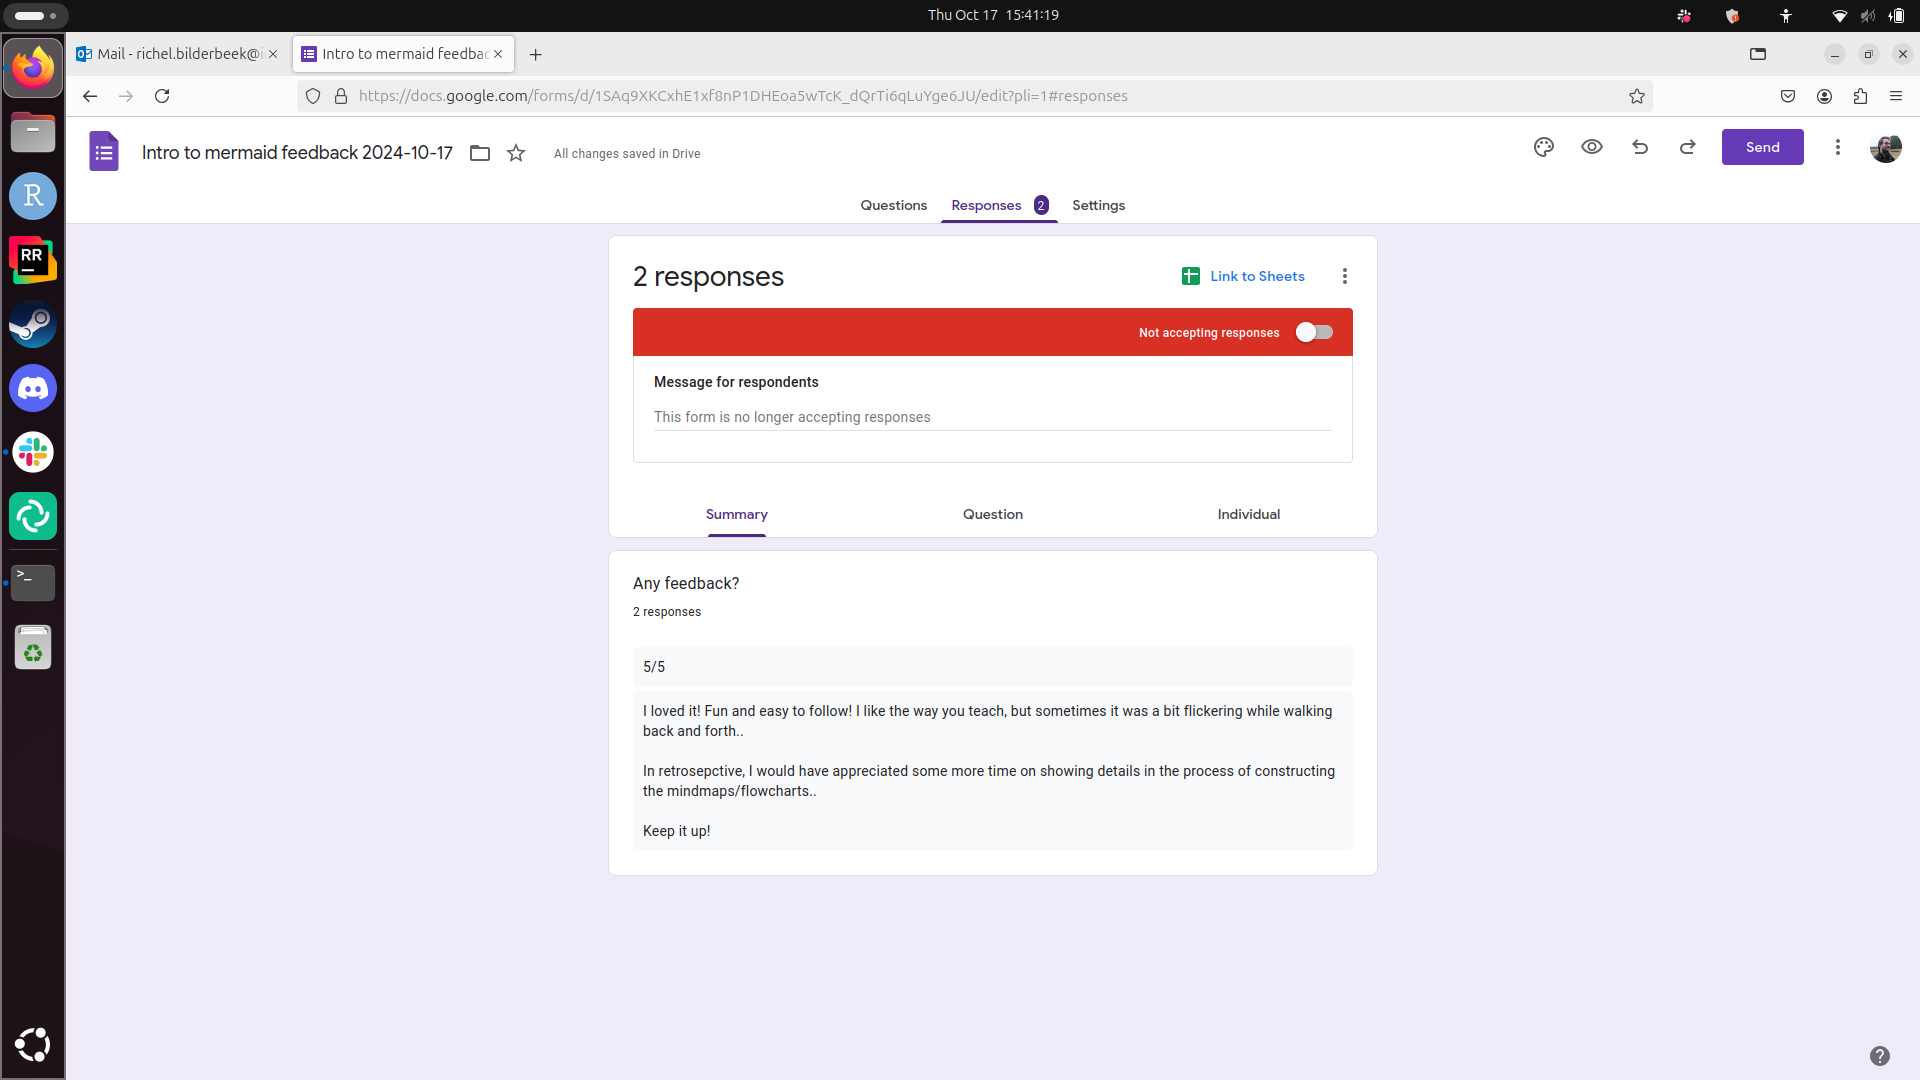 Thu Oct 17 15:41:19
Mail - richel.bilderbeek@
Intro to mermaid feedbac
https://docs.google.com/forms/d/1SAq9XKCxhE1xf8nP1DHEoa5wTcK_dQrTi6qLuYge6JU/edit?pli=1#responses
Intro to mermaid feedback 2024-10-17
All changes saved in Drive
Send
Questions
Responses 2
Settings
2 responses
Link to Sheets
Not accepting responses
Message for respondents
This form is no longer accepting responses
Summary
Question
Individual
Any feedback?
2 responses
5/5
I loved it! Fun and easy to follow! I like the way you teach, but sometimes it was a bit flickering while walking
back and forth..
In retrosepctive, I would have appreciated some more time on showing details in the process of constructing
the mindmaps/flowcharts..
Keep it up!
R
RR
>_